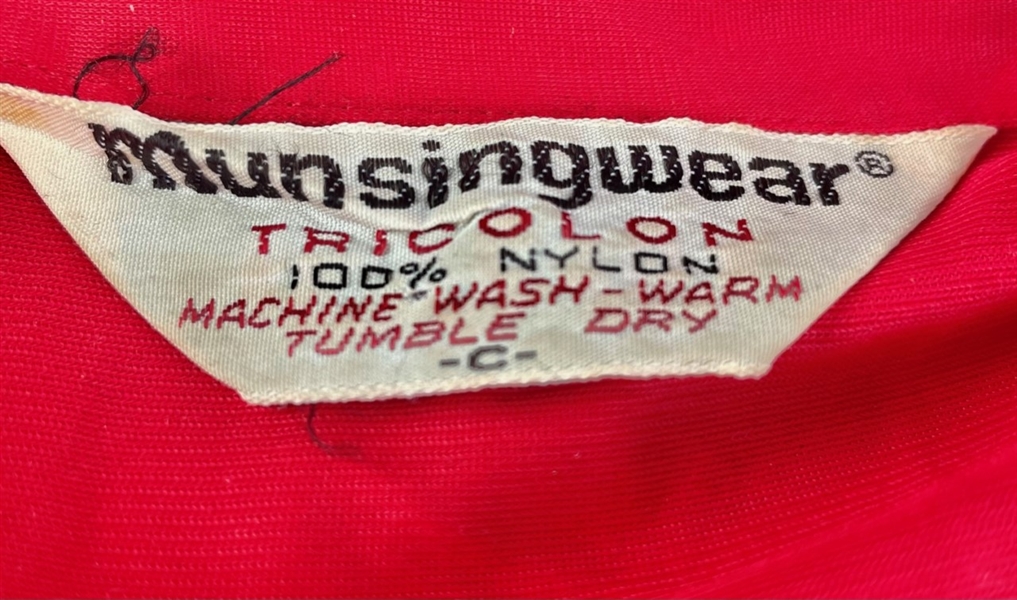 munsingwear®
TRICOLON
100% NYLON
MACHINE WASH-WARM
TUMBLE DRY
-C-